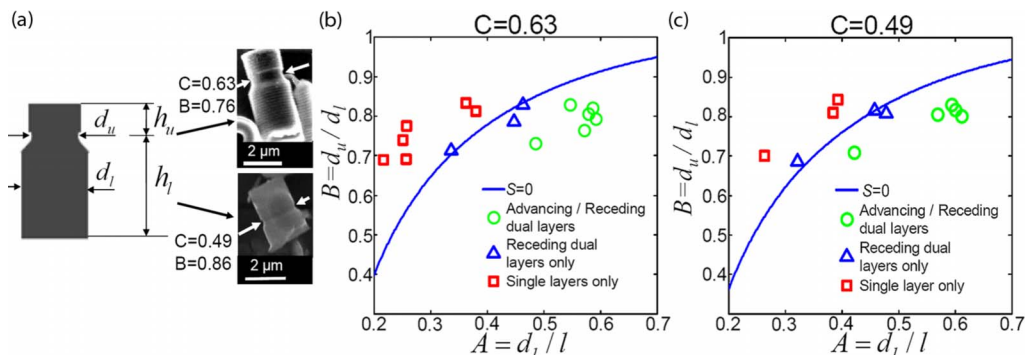 (a)
d_u
h_u
d_l
h_l
C=0.63
B=0.76
2 μm
C=0.49
B=0.86
2 μm
(b)
C=0.63
1
0.9
0.8
0.7
0.6
0.5
0.4
0.2 0.3 0.4 0.5 0.6 0.7
B=d_u/d_l
A=d_1/l
S=0
Advancing / Receding
dual layers
Receding dual
layers only
Single layer only
(c)
C=0.49
1
0.9
0.8
0.7
0.6
0.5
0.4
0.3
0.2 0.3 0.4 0.5 0.6 0.7
B=d_u/d_l
A=d_1/l
S=0
Advancing / Receding
dual layers
Receding dual
layers only
Single layer only